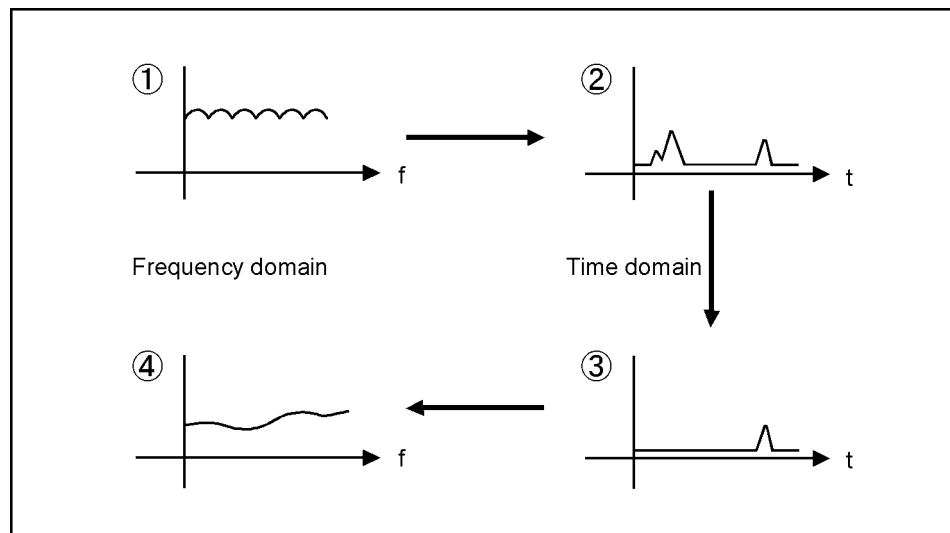 ①
②
f
t
Frequency domain
Time domain
④
③
f
t